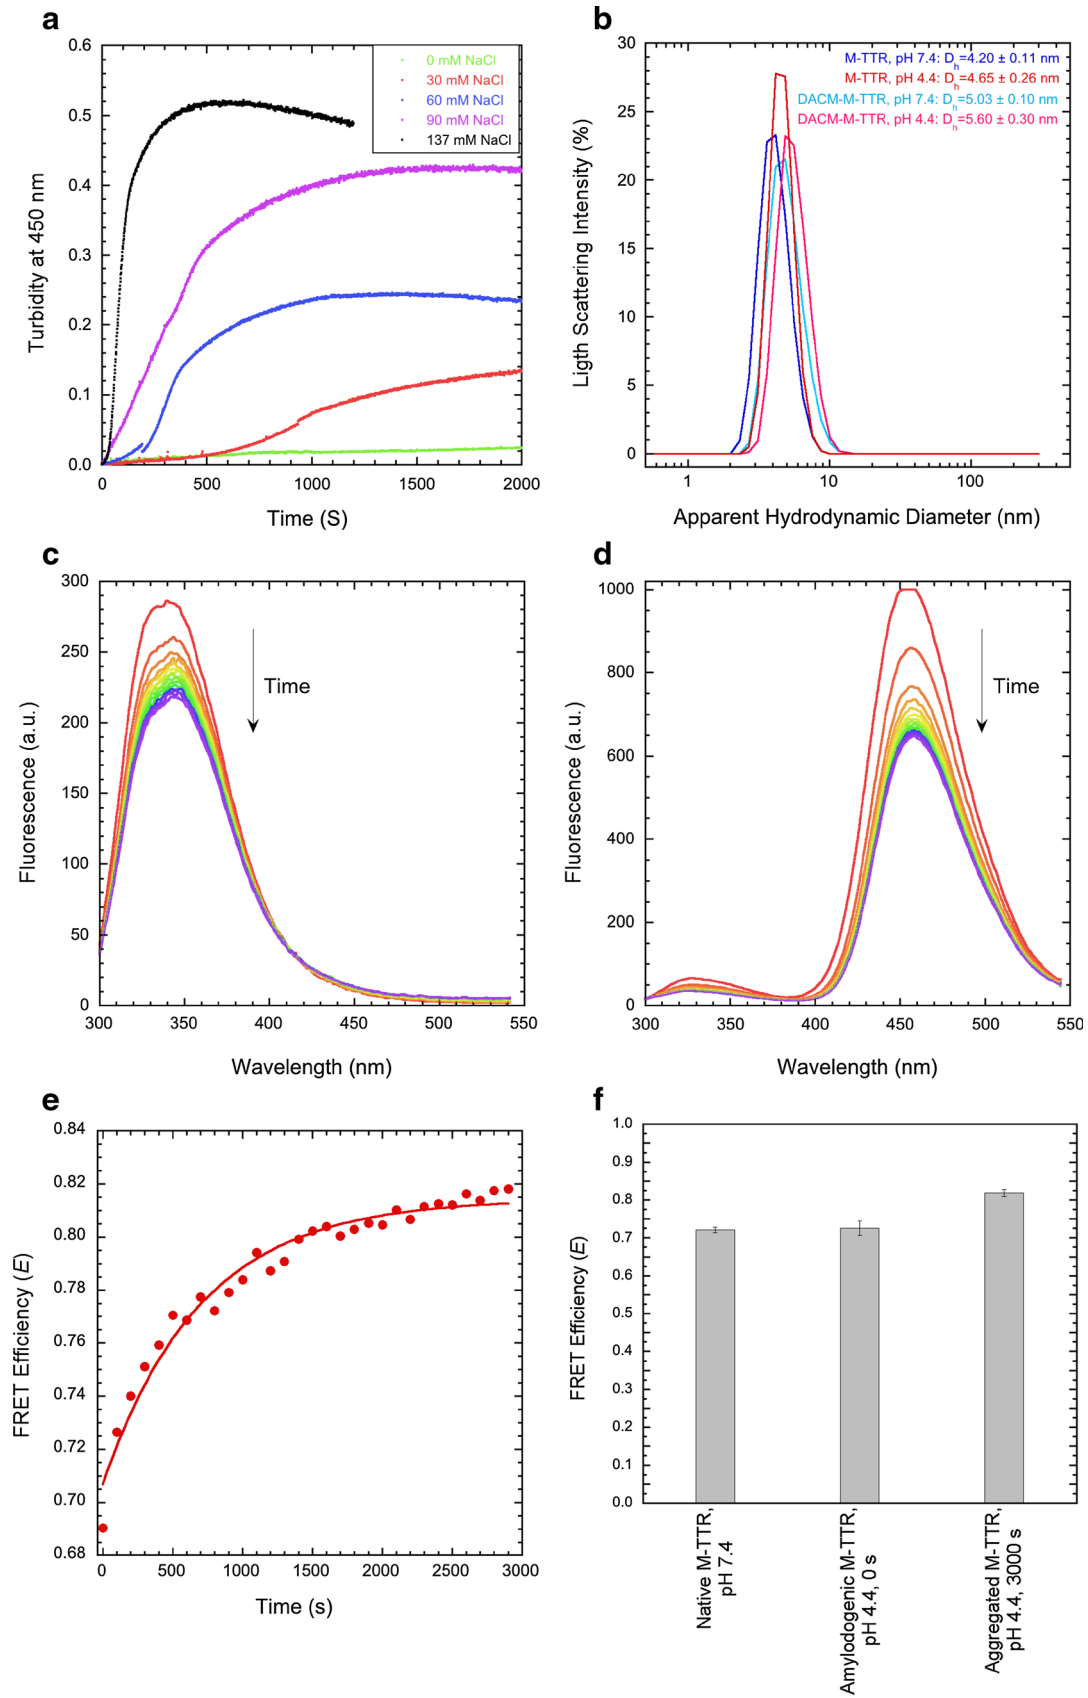 a
0.6
0.5
0.4
0.3
0.2
0.1
0.0
Turbidity at 450 nm
0 mM NaCl
30 mM NaCl
60 mM NaCl
90 mM NaCl
137 mM NaCl
0 500 1000 1500 2000
Time (S)
b
30
25
20
15
10
5
0
Ligth Scattering Intensity (%)
M-TTR, pH 7.4: Dh=4.20 ± 0.11 nm
M-TTR, pH 4.4: Dh=4.65 ± 0.26 nm
DACM-M-TTR, pH 7.4: Dh=5.03 ± 0.10 nm
DACM-M-TTR, pH 4.4: Dh=5.60 ± 0.30 nm
1 10 100
Apparent Hydrodynamic Diameter (nm)
c
300
250
200
150
100
50
0
Fluorescence (a.u.)
Time
300 350 400 450 500 550
Wavelength (nm)
d
1000
800
600
400
200
0
Fluorescence (a.u.)
Time
300 350 400 450 500 550
Wavelength (nm)
e
0.84
0.82
0.80
0.78
0.76
0.74
0.72
0.70
0.68
FRET Efficiency (E)
0 500 1000 1500 2000 2500 3000
Time (s)
f
1.0
0.9
0.8
0.7
0.6
0.5
0.4
0.3
0.2
0.1
0.0
FRET Efficiency (E)
Native M-TTR,
pH 7.4
Amylodogenic M-TTR,
pH 4.4, 0 s
Aggregated M-TTR,
pH 4.4, 3000 s